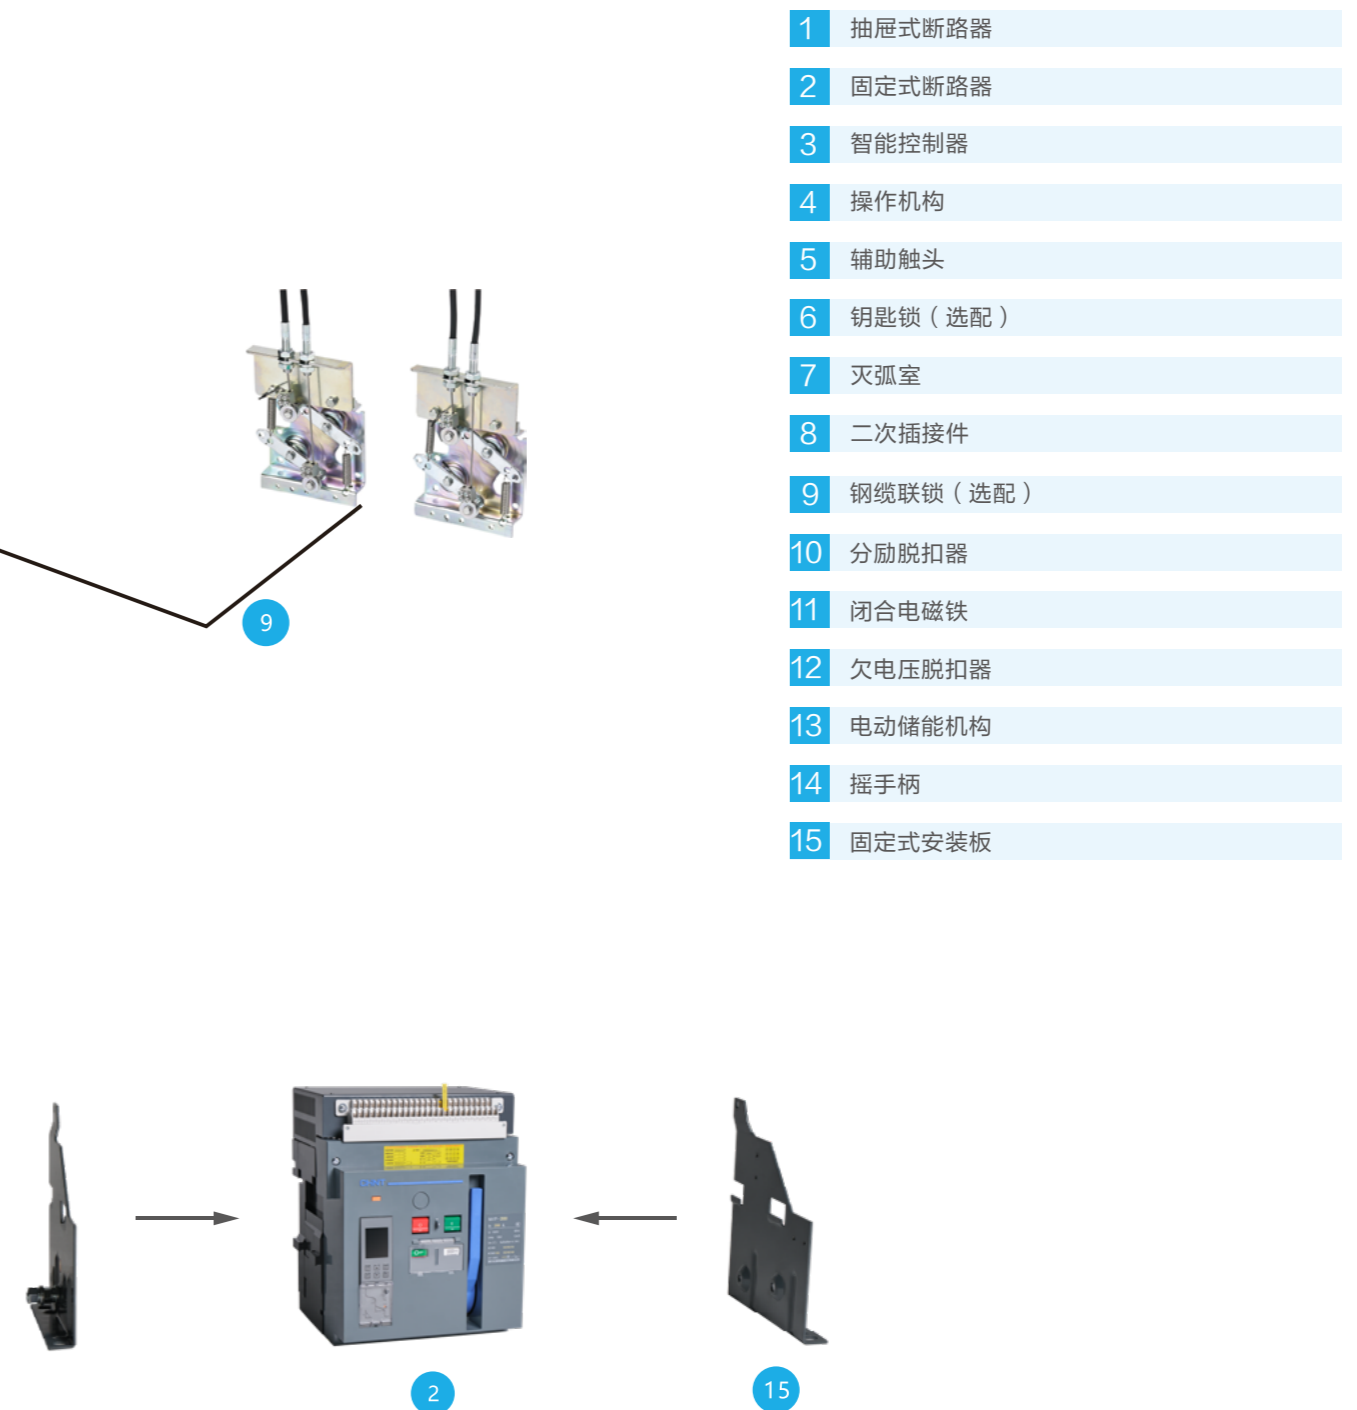 1 抽屉式断路器
2 固定式断路器
3 智能控制器
4 操作机构
5 辅助触头
6 钥匙锁（选配）
7 灭弧室
8 二次插接件
9 钢缆联锁（选配）
10 分励脱扣器
11 闭合电磁铁
12 欠电压脱扣器
13 电动储能机构
14 摇手柄
15 固定式安装板
9
2
15